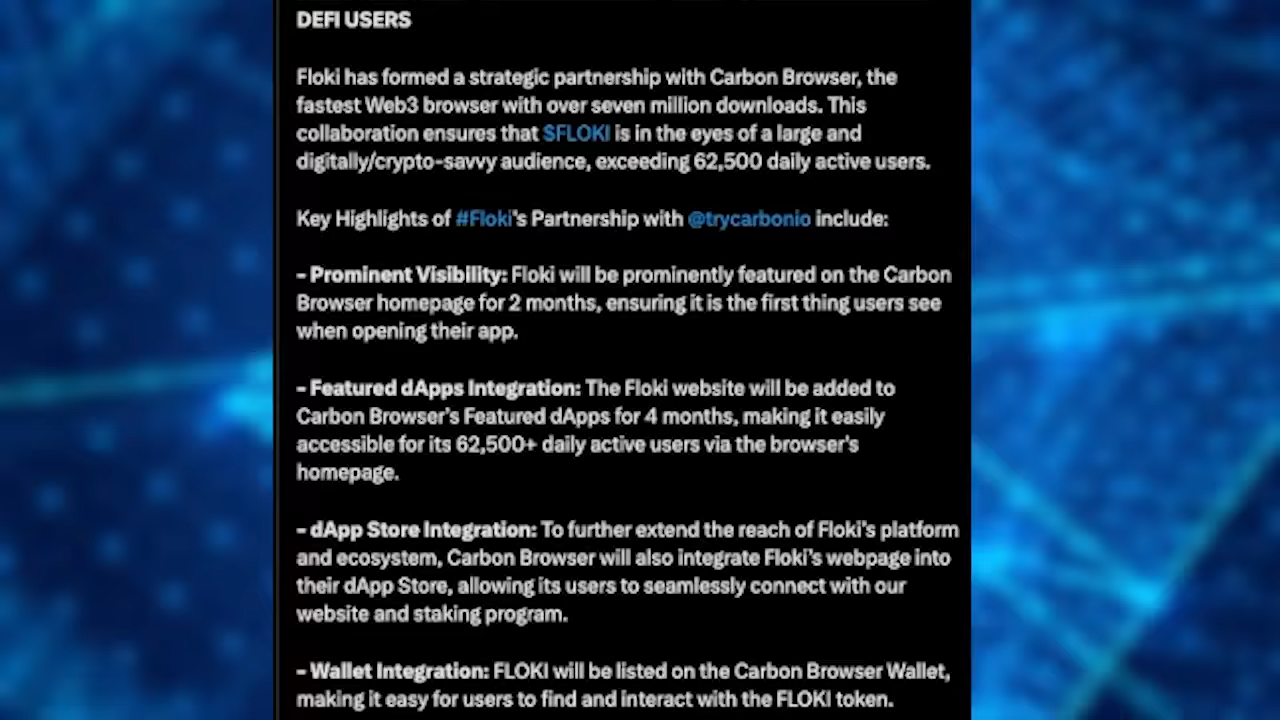 DEFI USERS
Floki has formed a strategic partnership with Carbon Browser, the
fastest Web3 browser with over seven million downloads. This
collaboration ensures that $FLOKI is in the eyes of a large and
digitally/crypto-savvy audience, exceeding 62,500 daily active users.
Key Highlights of #Floki's Partnership with @trycarbonio include:
- Prominent Visibility: Floki will be prominently featured on the Carbon
Browser homepage for 2 months, ensuring it is the first thing users see
when opening their app.
- Featured dApps Integration: The Floki website will be added to
Carbon Browser's Featured dApps for 4 months, making it easily
accessible for its 62,500+ daily active users via the browser's
homepage.
- dApp Store Integration: To further extend the reach of Floki's platform
and ecosystem, Carbon Browser will also integrate Floki's webpage into
their dApp Store, allowing its users to seamlessly connect with our
website and staking program.
- Wallet Integration: FLOKI will be listed on the Carbon Browser Wallet,
making it easy for users to find and interact with the FLOKI token.